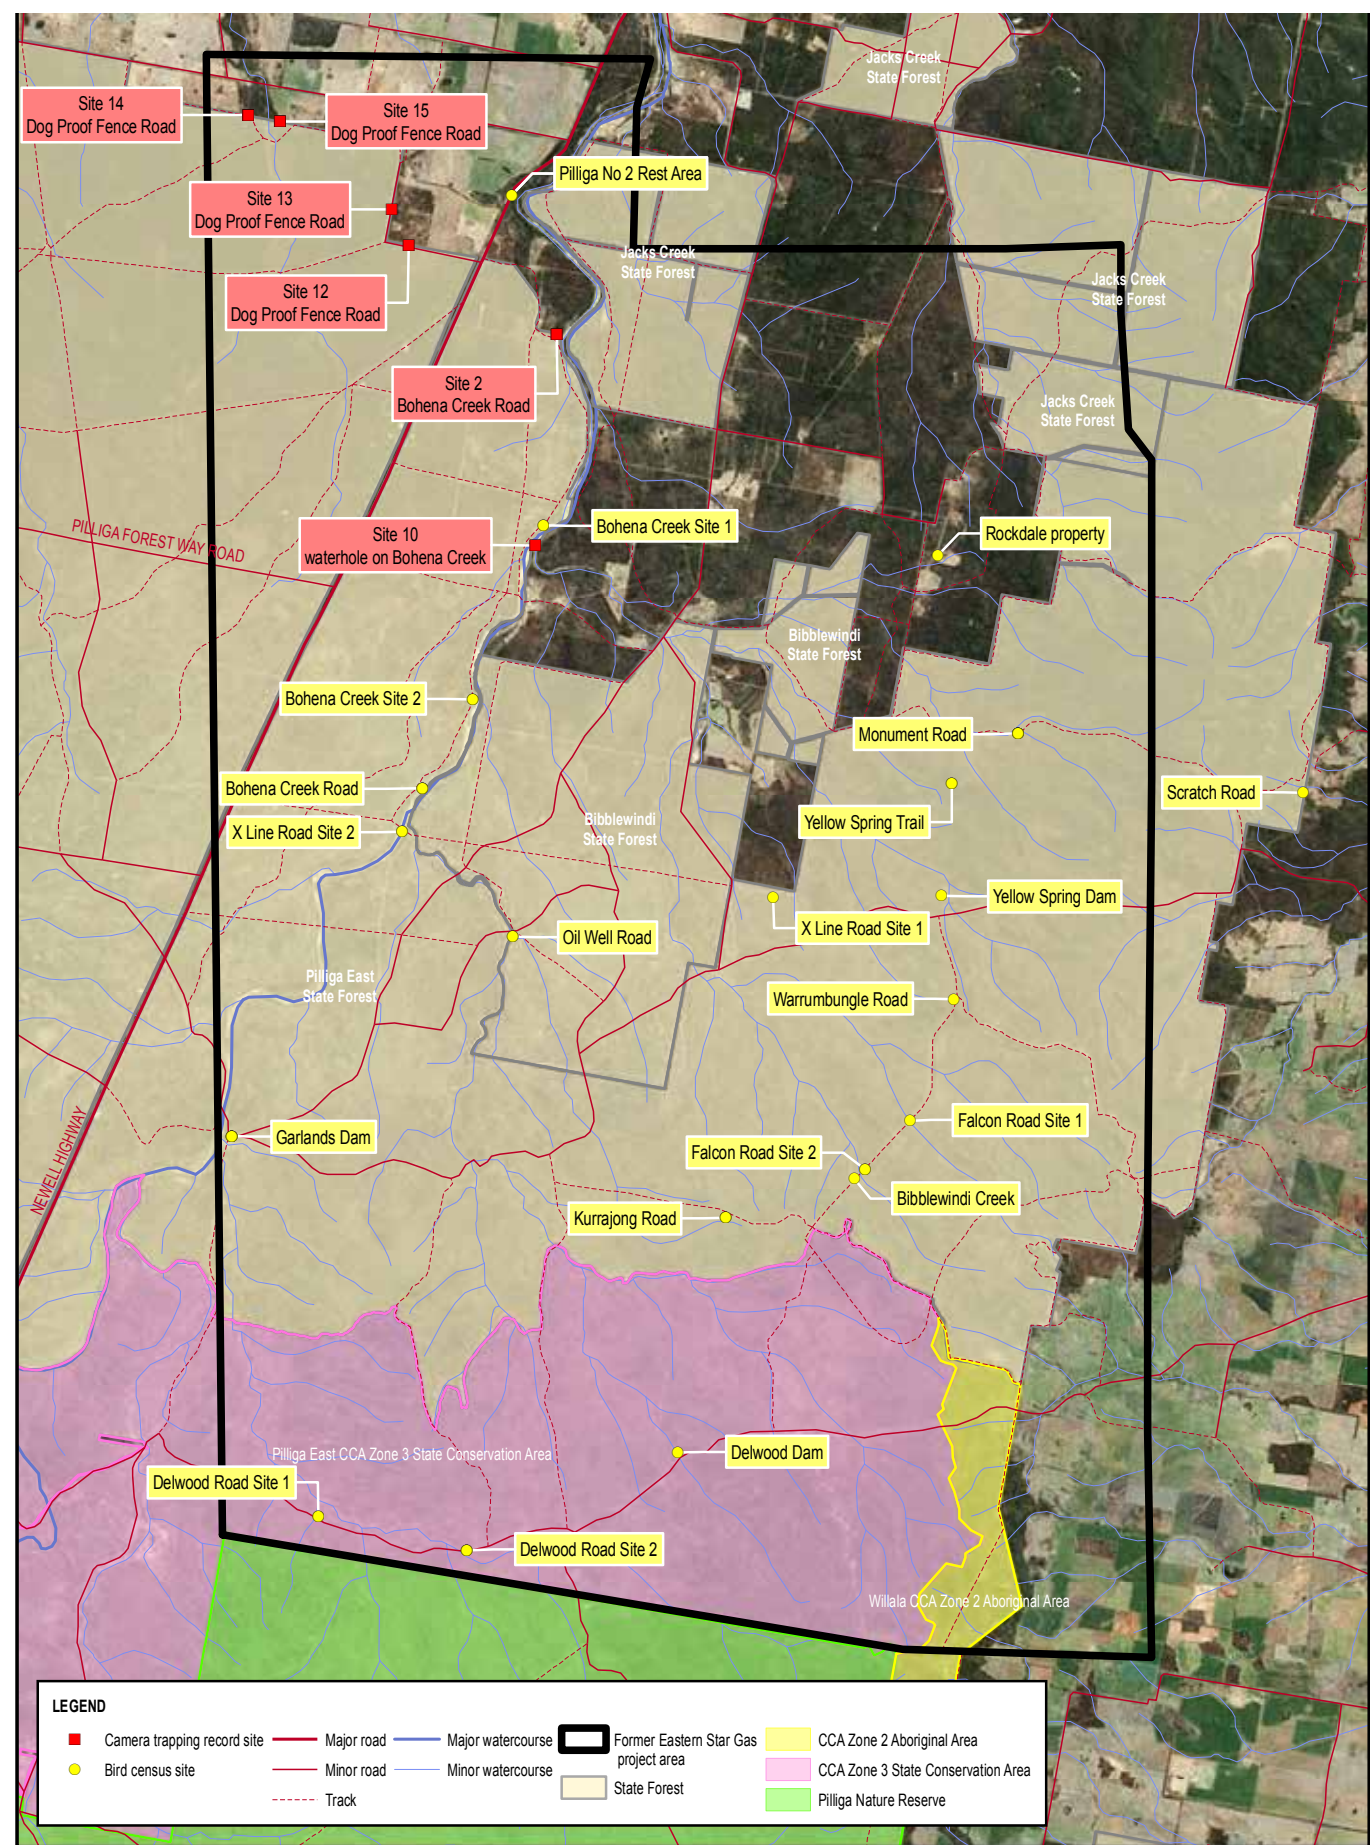 Jacks Creek
State Forest
Site 14
Dog Proof Fence Road
Site 15
Dog Proof Fence Road
Pilliga No 2 Rest Area
Site 13
Dog Proof Fence Road
Jacks Creek
State Forest
Jacks Creek
State Forest
Site 12
Dog Proof Fence Road
Site 2
Bohena Creek Road
Jacks Creek
State Forest
PILLIGA FOREST WAY ROAD
Site 10
waterhole on Bohena Creek
Bohena Creek Site 1
Rockdale property
Bibblewindi
State Forest
Bohena Creek Site 2
Monument Road
Bohena Creek Road
Scratch Road
X Line Road Site 2
Bibblewindi
State Forest
Yellow Spring Trail
Yellow Spring Dam
X Line Road Site 1
Oil Well Road
Pilliga East
State Forest
Warrumbungle Road
NEWELL HIGHWAY
Garlands Dam
Falcon Road Site 1
Falcon Road Site 2
Bibblewindi Creek
Kurrajong Road
Pilliga East CCA Zone 3 State Conservation Area
Delwood Dam
Delwood Road Site 1
Delwood Road Site 2
Willala CCA Zone 2 Aboriginal Area
LEGEND
Camera trapping record site
Bird census site
Major road
Minor road
Track
Major watercourse
Minor watercourse
Former Eastern Star Gas
project area
State Forest
CCA Zone 2 Aboriginal Area
CCA Zone 3 State Conservation Area
Pilliga Nature Reserve